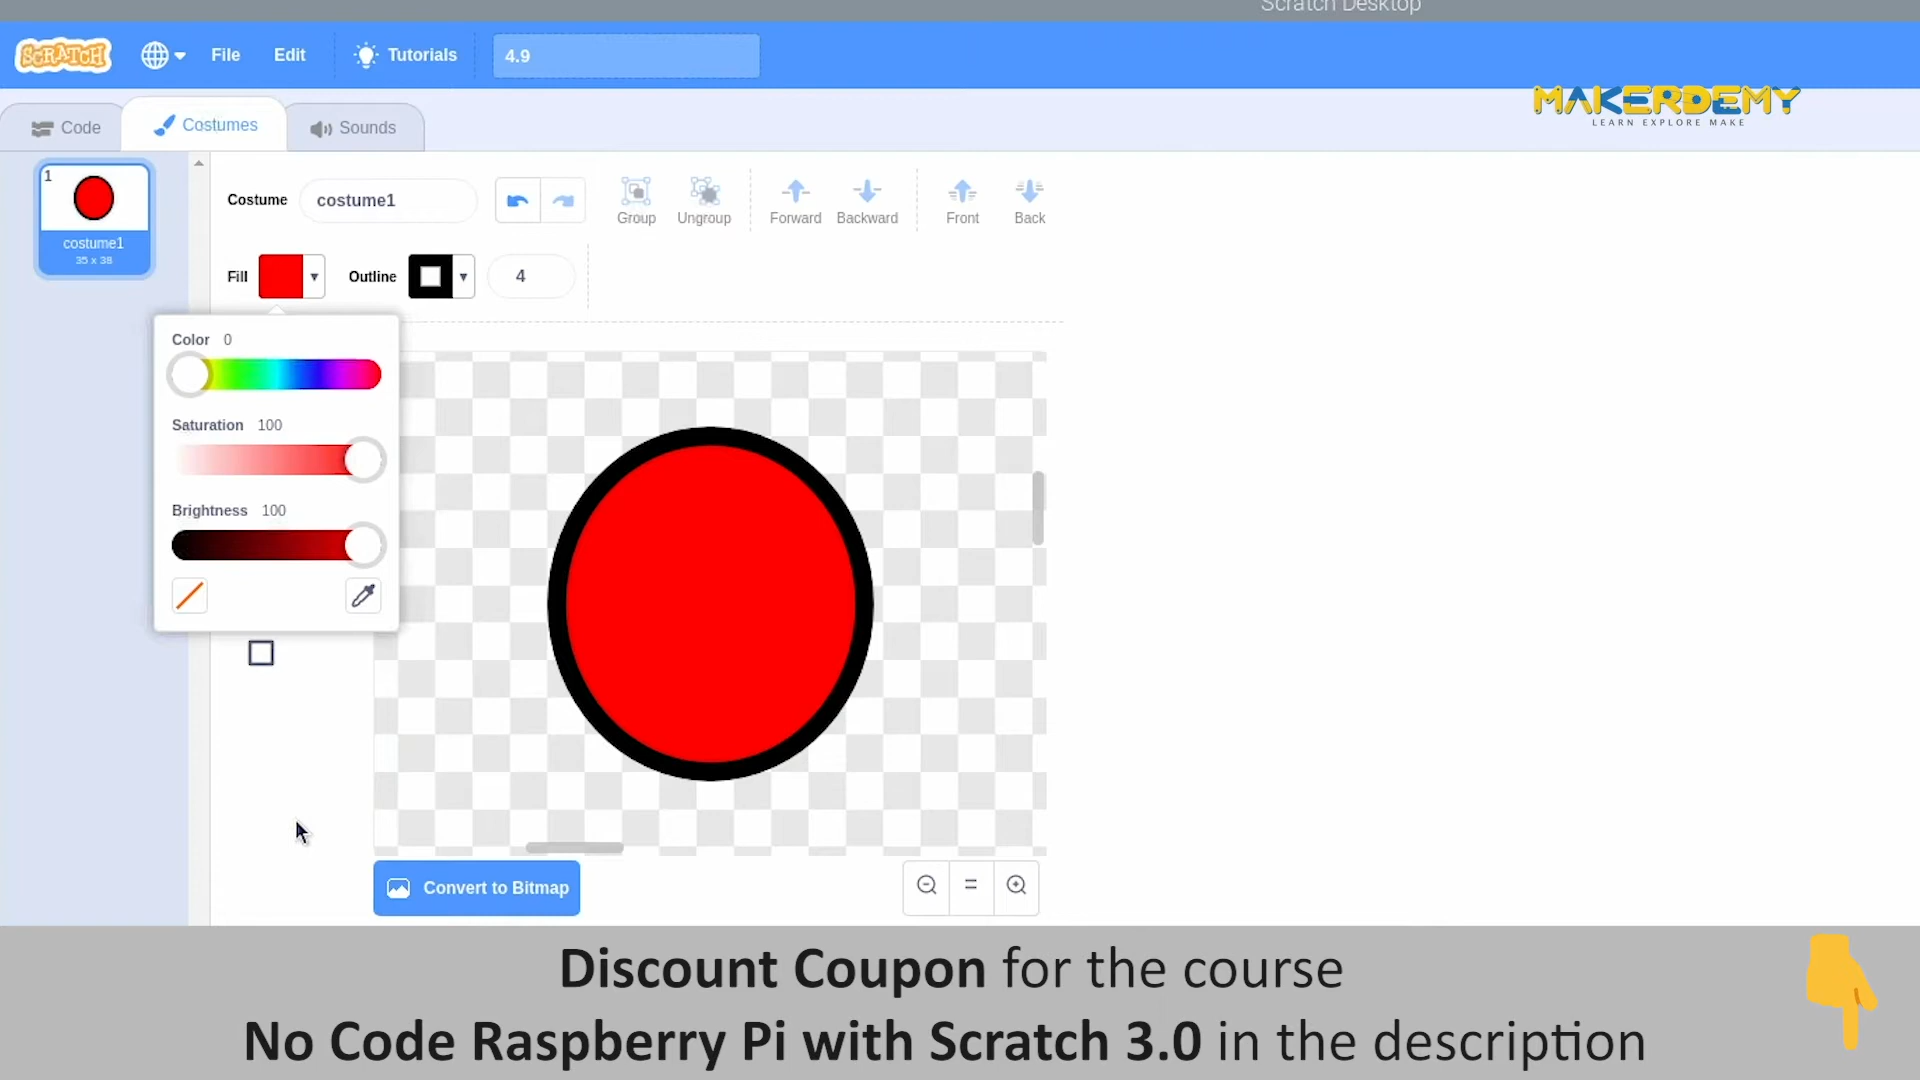 Scratch Desktop
SCRATCH File Edit Tutorials 4.9
MAKERDEMY
LEARN EXPLORE MAKE
Code Costumes Sounds
1
costume1
35 x 38
Costume costume1 Group Ungroup Forward Backward Front Back
Fill Outline 4
Color 0
Saturation 100
Brightness 100
Convert to Bitmap
Discount Coupon for the course
No Code Raspberry Pi with Scratch 3.0 in the description